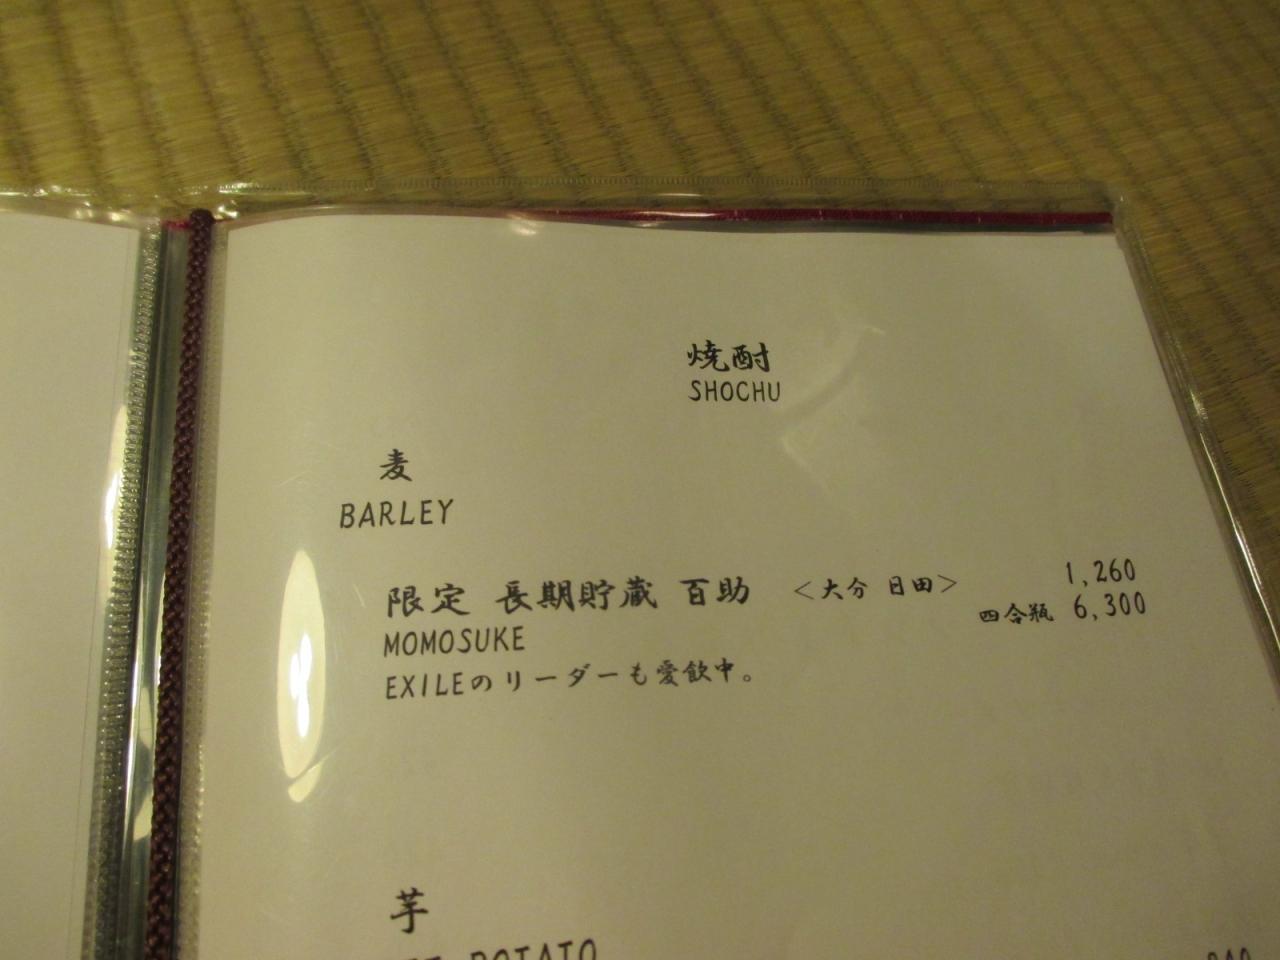 焼酎
SHOCHU
麦
BARLEY
限定 長期貯蔵 百助 <大分 日田> 1,260
四合瓶 6,300
MOMOSUKE
EXILEのリーダーも愛飲中。
芋
POTATO